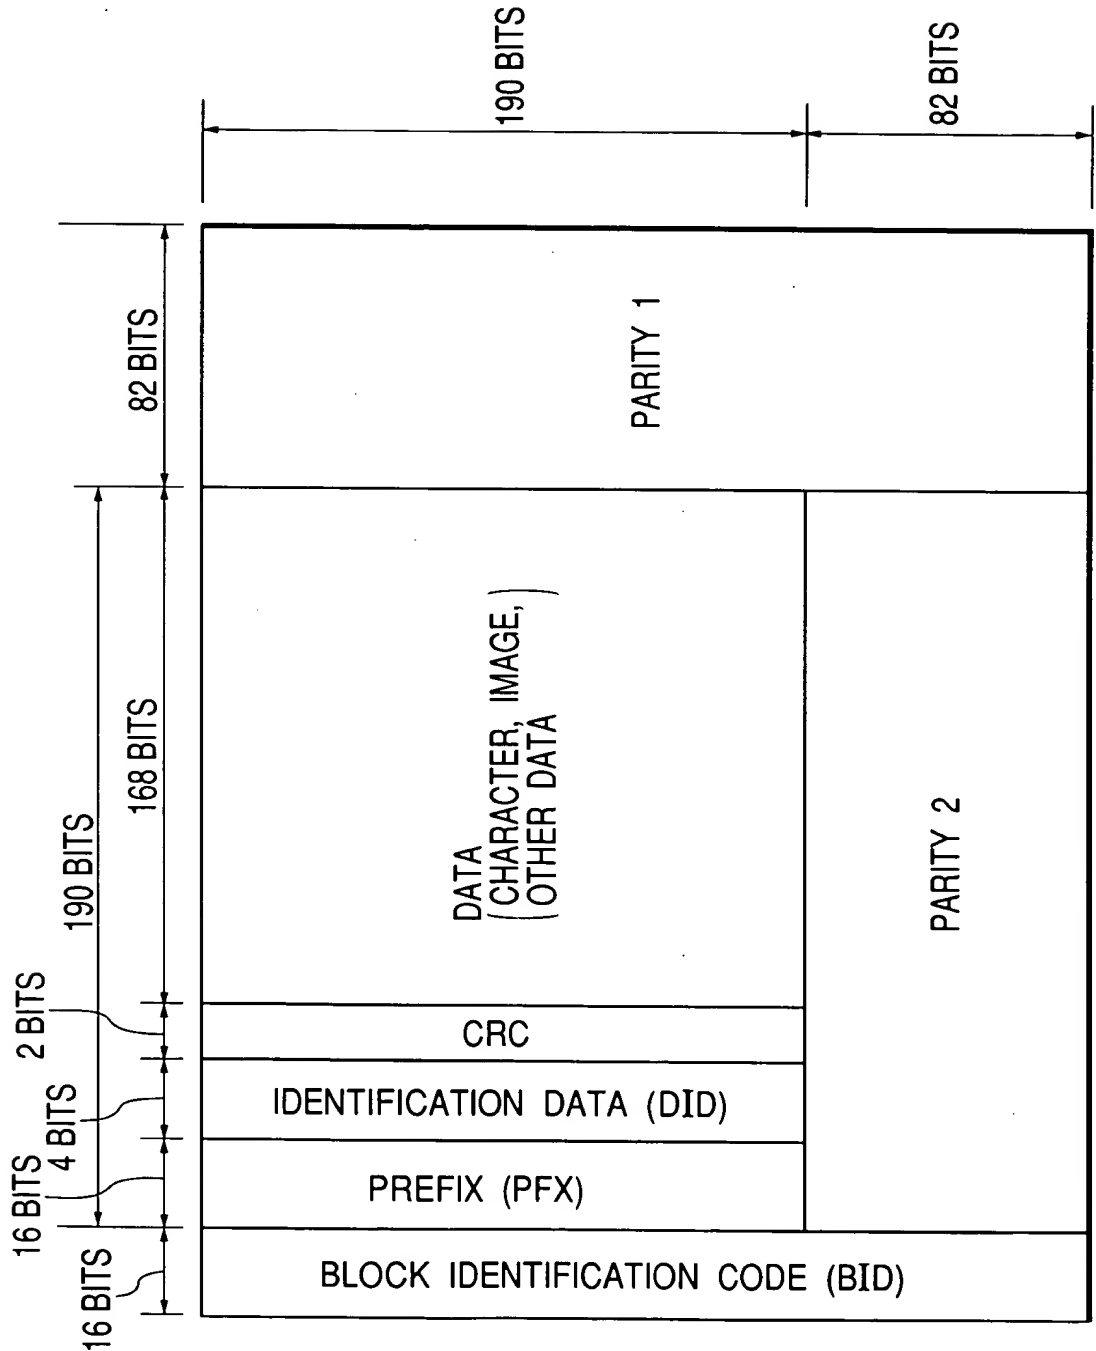 190 BITS
82 BITS
82 BITS
190 BITS
168 BITS
2 BITS
4 BITS
16 BITS
16 BITS
PARITY 1
DATA
(CHARACTER, IMAGE,
OTHER DATA)
CRC
IDENTIFICATION DATA (DID)
PREFIX (PFX)
PARITY 2
BLOCK IDENTIFICATION CODE (BID)